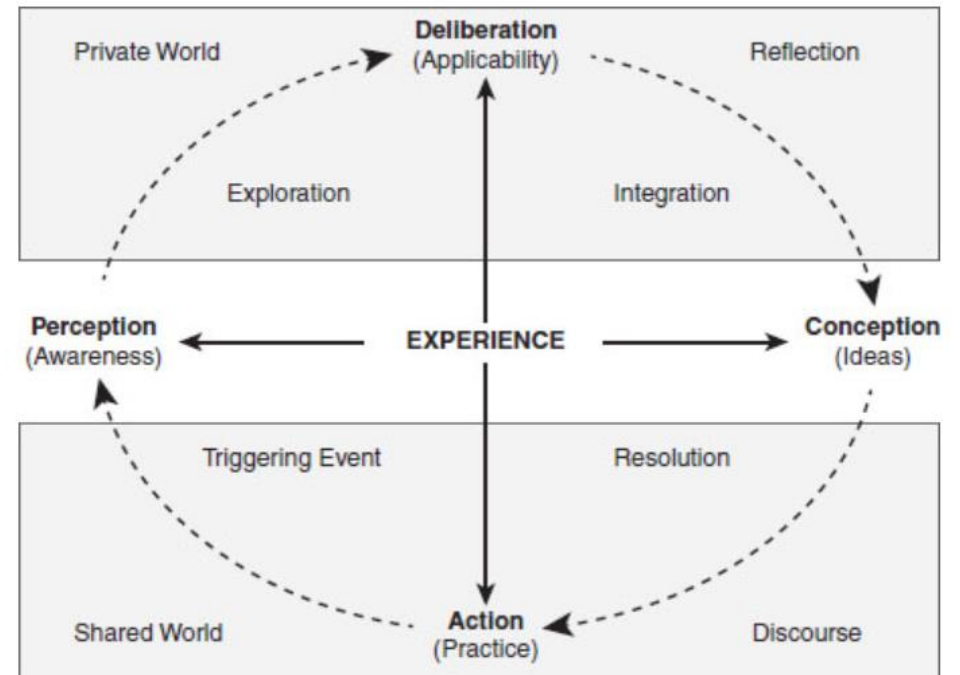 Deliberation
(Applicability)
Private World
Reflection
Exploration
Integration
Perception
(Awareness)
EXPERIENCE
Conception
(Ideas)
Triggering Event
Resolution
Shared World
Action
(Practice)
Discourse